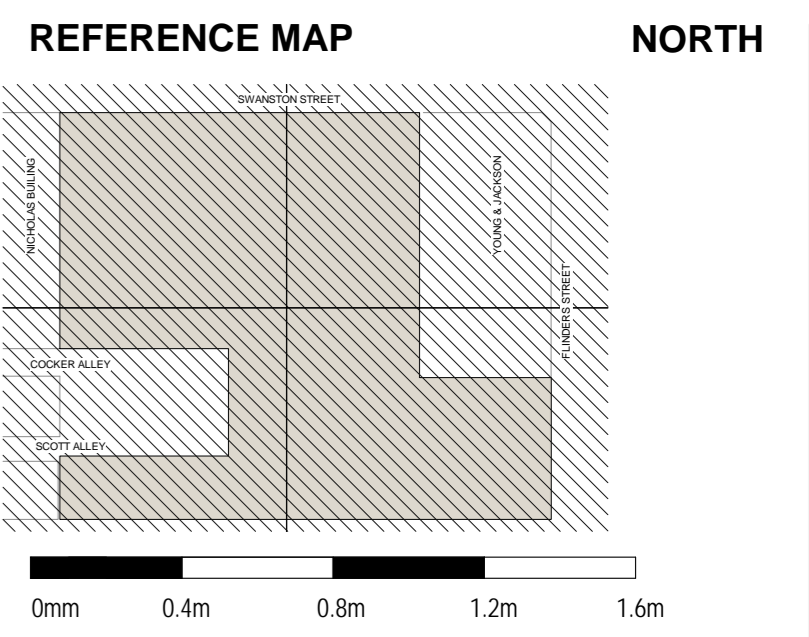 REFERENCE MAP
NORTH
SWANSTON STREET
NICHOLAS BUILING
YOUNG & JACKSON
FLINDERS STREET
COCKER ALLEY
SCOTT ALLEY
0mm 0.4m 0.8m 1.2m 1.6m